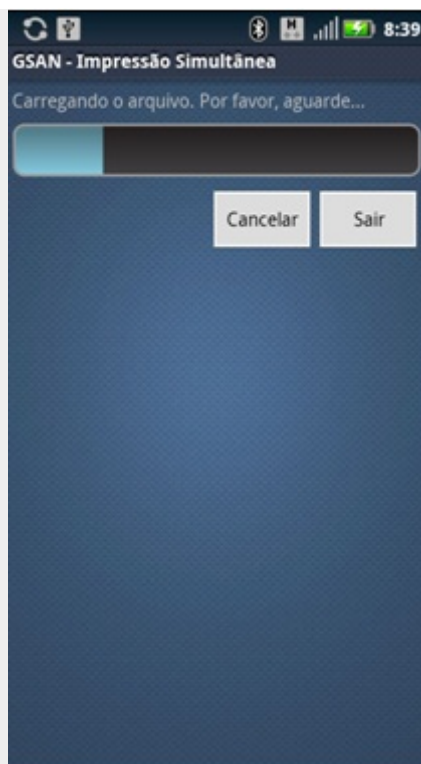 H
8:39
GSAN - Impressão Simultânea
Carregando o arquivo. Por favor, aguarde...
Cancelar
Sair